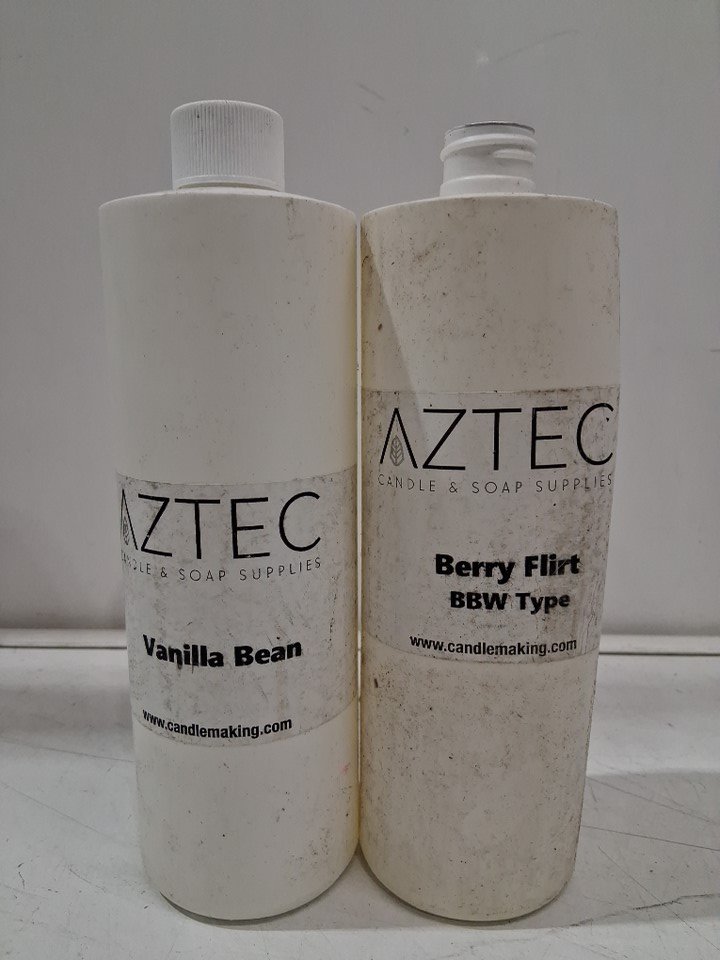 AZTEC
CANDLE & SOAP SUPPLIES
Vanilla Bean
www.candlemaking.com
AZTEC
CANDLE & SOAP SUPPLIES
Berry Flirt
BBW Type
www.candlemaking.com